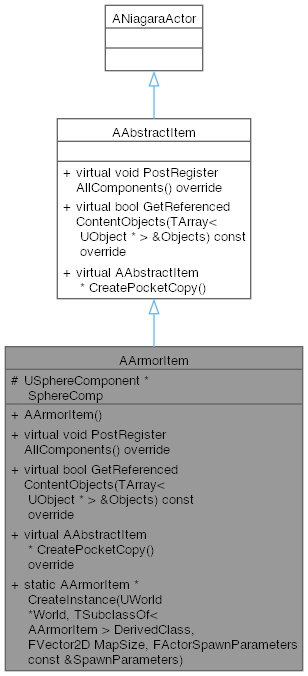 ANiagaraActor
AAbstractItem
+ virtual void PostRegister
AllComponents() override
+ virtual bool GetReferenced
ContentObjects(TArray<
UObject * > &Objects) const
override
+ virtual AAbstractItem
* CreatePocketCopy()
AArmorItem
# USphereComponent *
SphereComp
+ AArmorItem()
+ virtual void PostRegister
AllComponents() override
+ virtual bool GetReferenced
ContentObjects(TArray<
UObject * > &Objects) const
override
+ virtual AAbstractItem
* CreatePocketCopy()
override
+ static AArmorItem *
CreateInstance(UWorld
*World, TSubclassOf<
AArmorItem > DerivedClass,
FVector2D MapSize, FActorSpawnParameters
const &SpawnParameters)